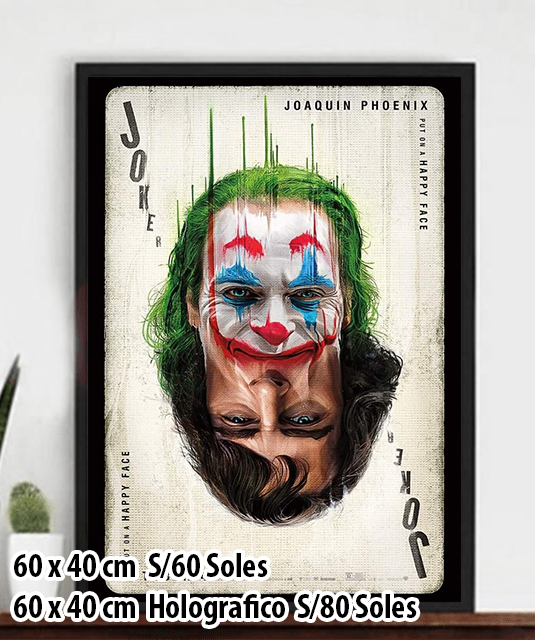 JOKER
JOAQUIN PHOENIX
PUT ON A HAPPY FACE
PUT ON A HAPPY FACE
JOKER
60 x 40 cm S/60 Soles
60 x 40 cm Holografico S/80 Soles